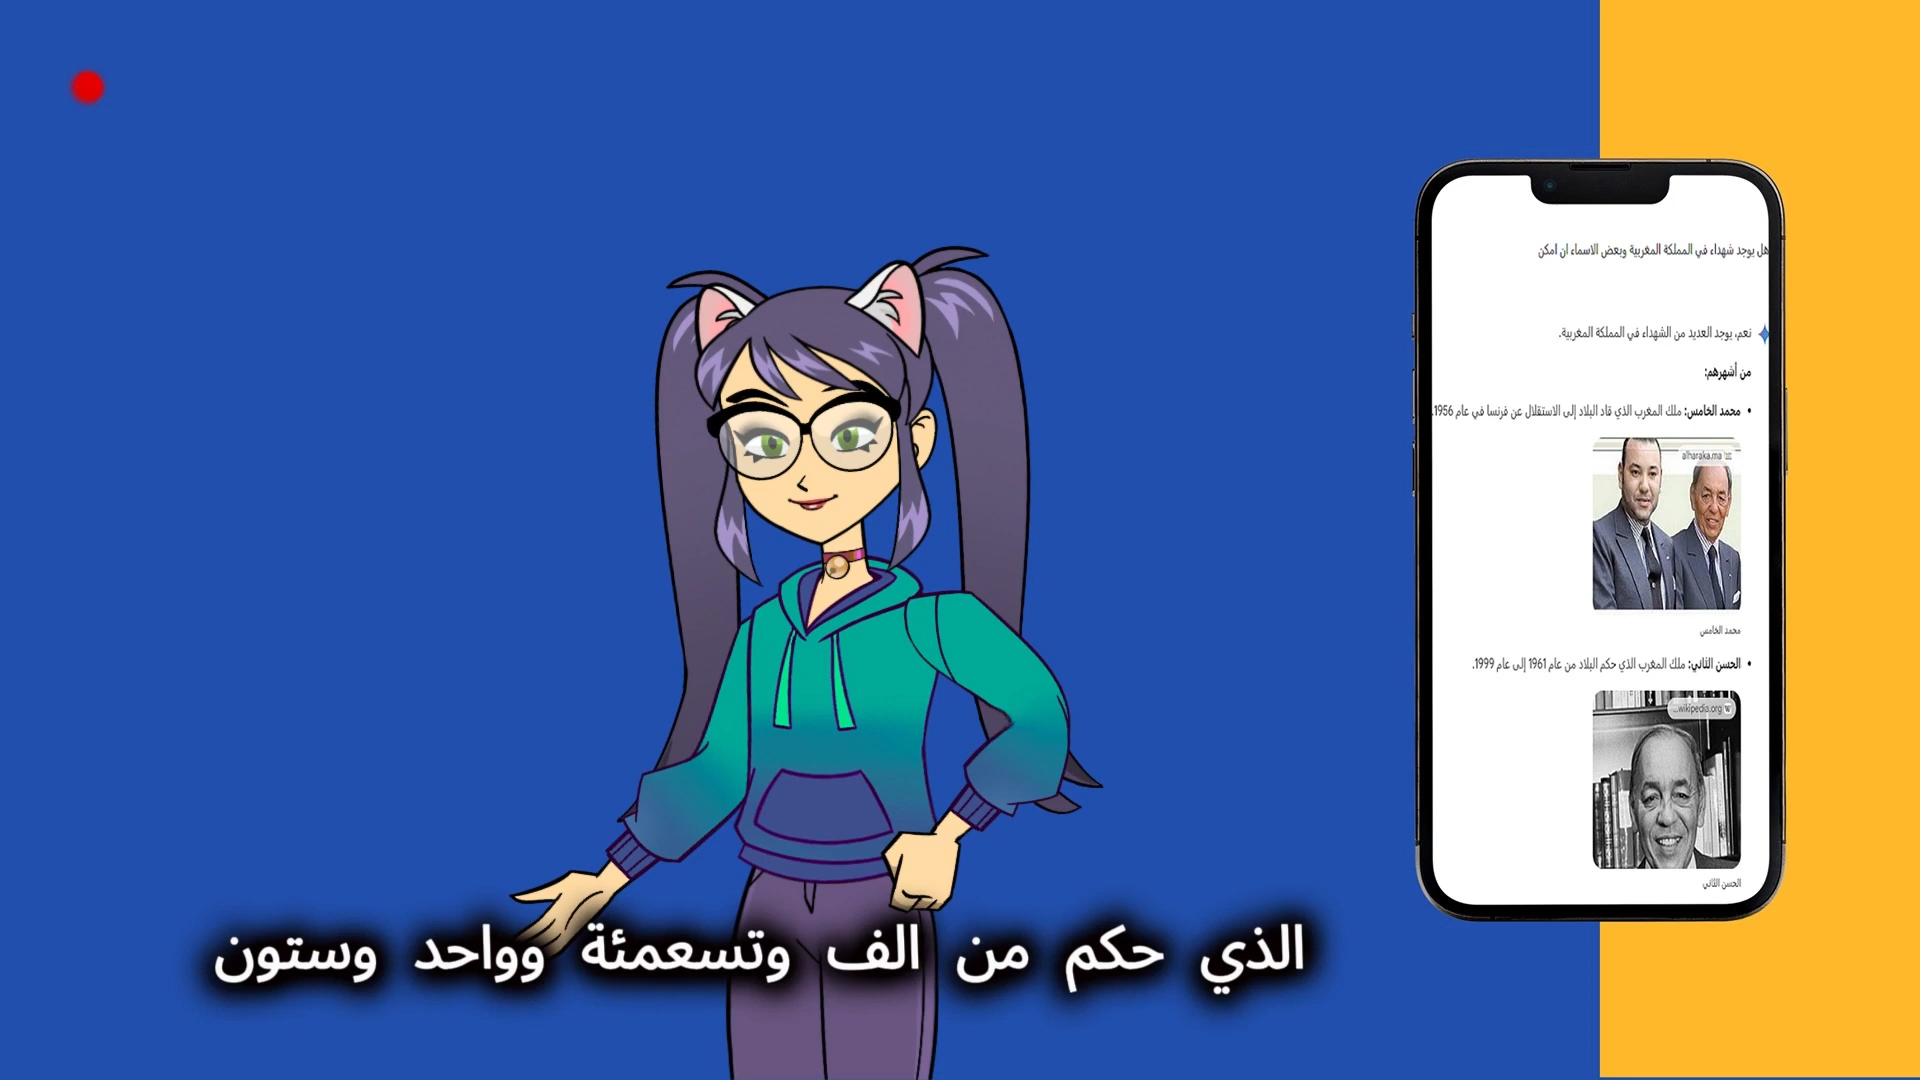 هل يوجد شهداء في المملكة المغربية وبعض الاسماء ان امكن
نعم، يوجد العديد من الشهداء في المملكة المغربية.
من أشهرهم:
• محمد الخامس: ملك المغرب الذي قاد البلاد إلى الاستقلال عن فرنسا في عام 1956.
alharaka.ma
محمد الخامس
• الحسن الثاني: ملك المغرب الذي حكم البلاد من عام 1961 إلى عام 1999.
wikipedia.org...
الحسن الثاني
الذي حكم من الف وتسعمئة وواحد وستون